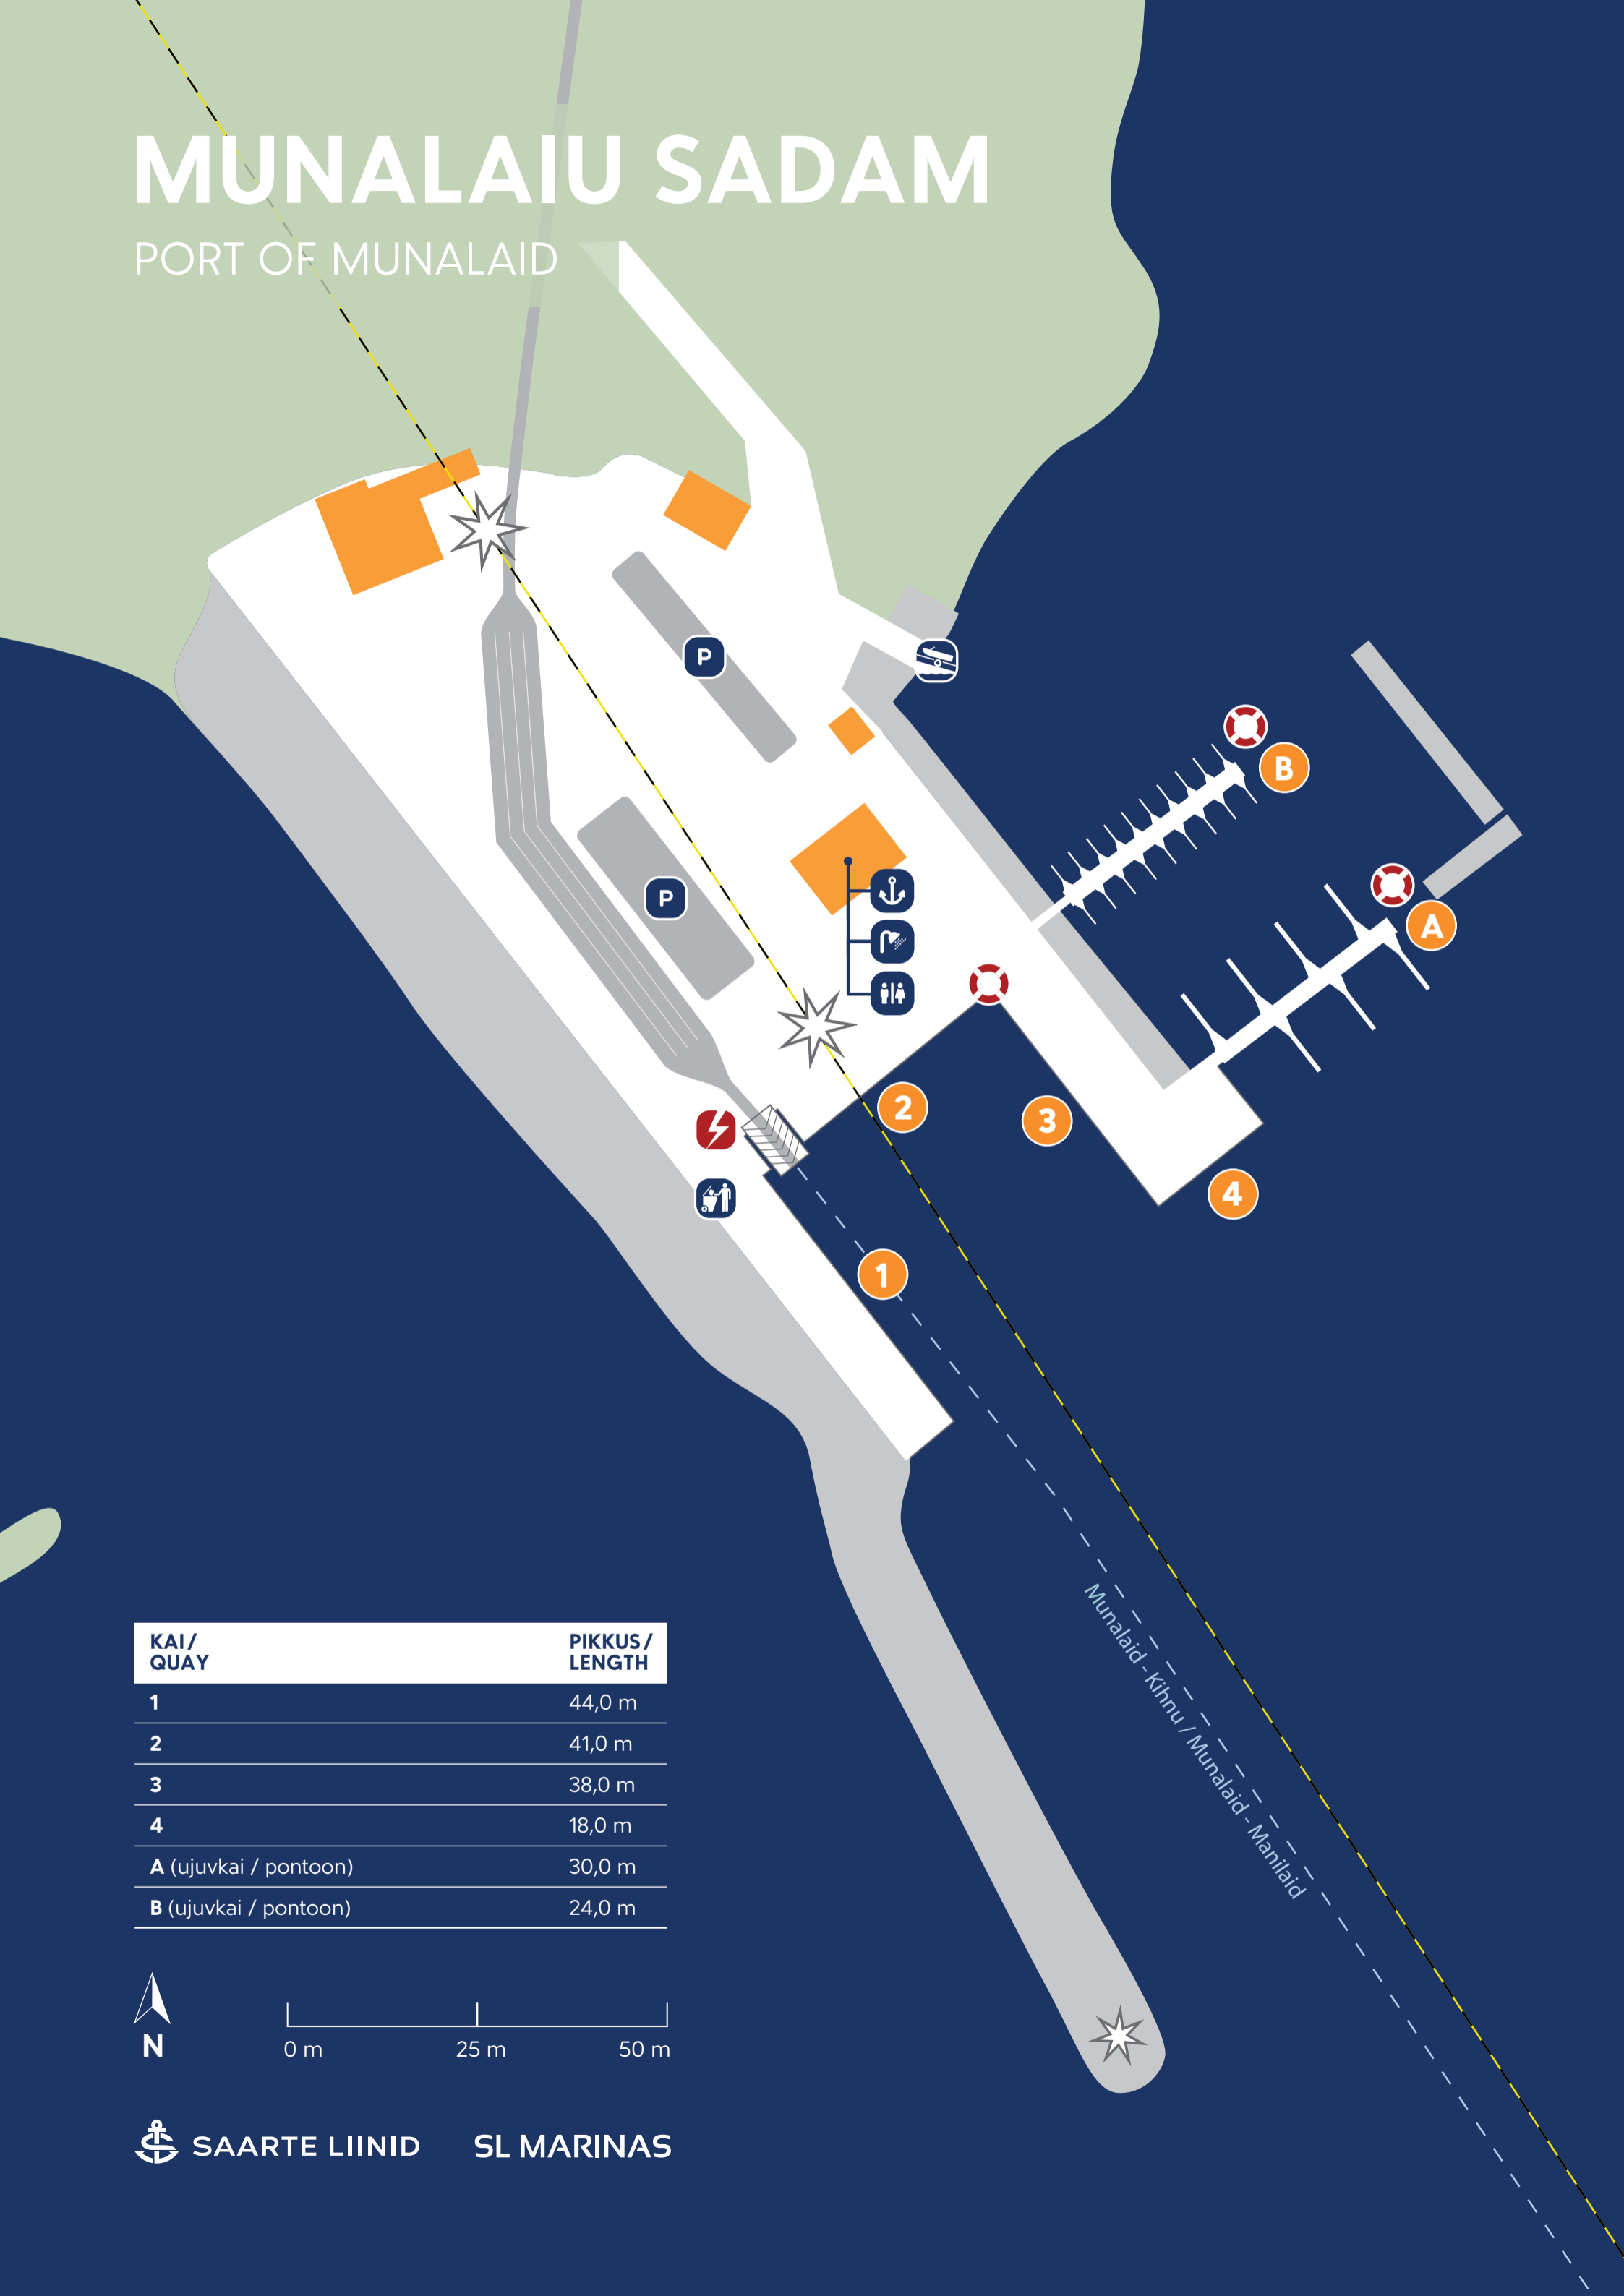 MUNALAIU SADAM
PORT OF MUNALAID
P
B
P
A
2
3
4
1
Munalaid - Kihnu / Munalaid - Manilaid
KAI/ QUAY PIKKUS/ LENGTH
1 44,0 m
2 41,0 m
3 38,0 m
4 18,0 m
A (ujuvkai / pontoon) 30,0 m
B (ujuvkai / pontoon) 24,0 m
N
0 m 25 m 50 m
SAARTE LIINID SL MARINAS